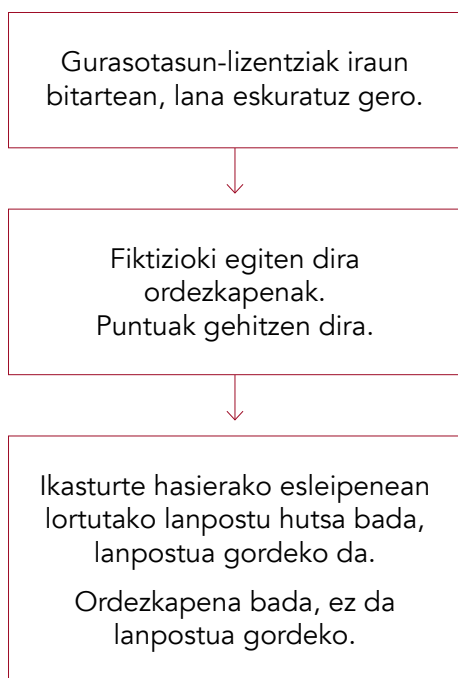 Gurasotasun-lizentziak iraun
bitartean, lana eskuratuz gero.
Fiktizioki egiten dira
ordezkapenak.
Puntuak gehitzen dira.
Ikasturte hasierako esleipenean
lortutako lanpostu hutsa bada,
lanpostua gordeko da.
Ordezkapena bada, ez da
lanpostua gordeko.